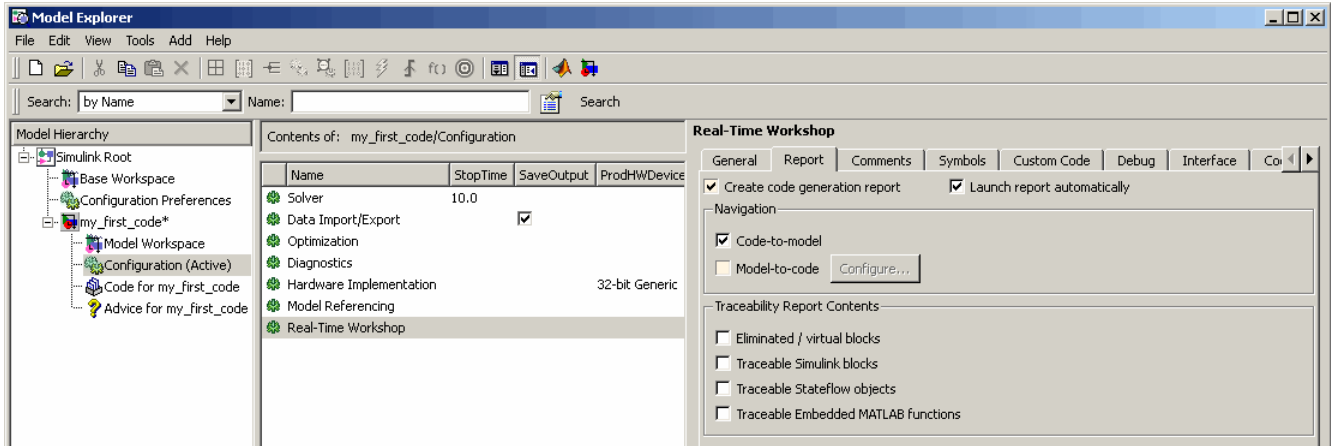 Model Explorer
File Edit View Tools Add Help
Search: by Name Name: Search
Model Hierarchy
Simulink Root
Base Workspace
Configuration Preferences
my_first_code*
Model Workspace
Configuration (Active)
Code for my_first_code
Advice for my_first_code
Contents of: my_first_code/Configuration
Name StopTime SaveOutput ProdHWDevice
Solver 10.0
Data Import/Export
Optimization
Diagnostics
Hardware Implementation 32-bit Generic
Model Referencing
Real-Time Workshop
Real-Time Workshop
General Report Comments Symbols Custom Code Debug Interface Co
Create code generation report Launch report automatically
Navigation
Code-to-model
Model-to-code Configure...
Traceability Report Contents
Eliminated / virtual blocks
Traceable Simulink blocks
Traceable Stateflow objects
Traceable Embedded MATLAB functions